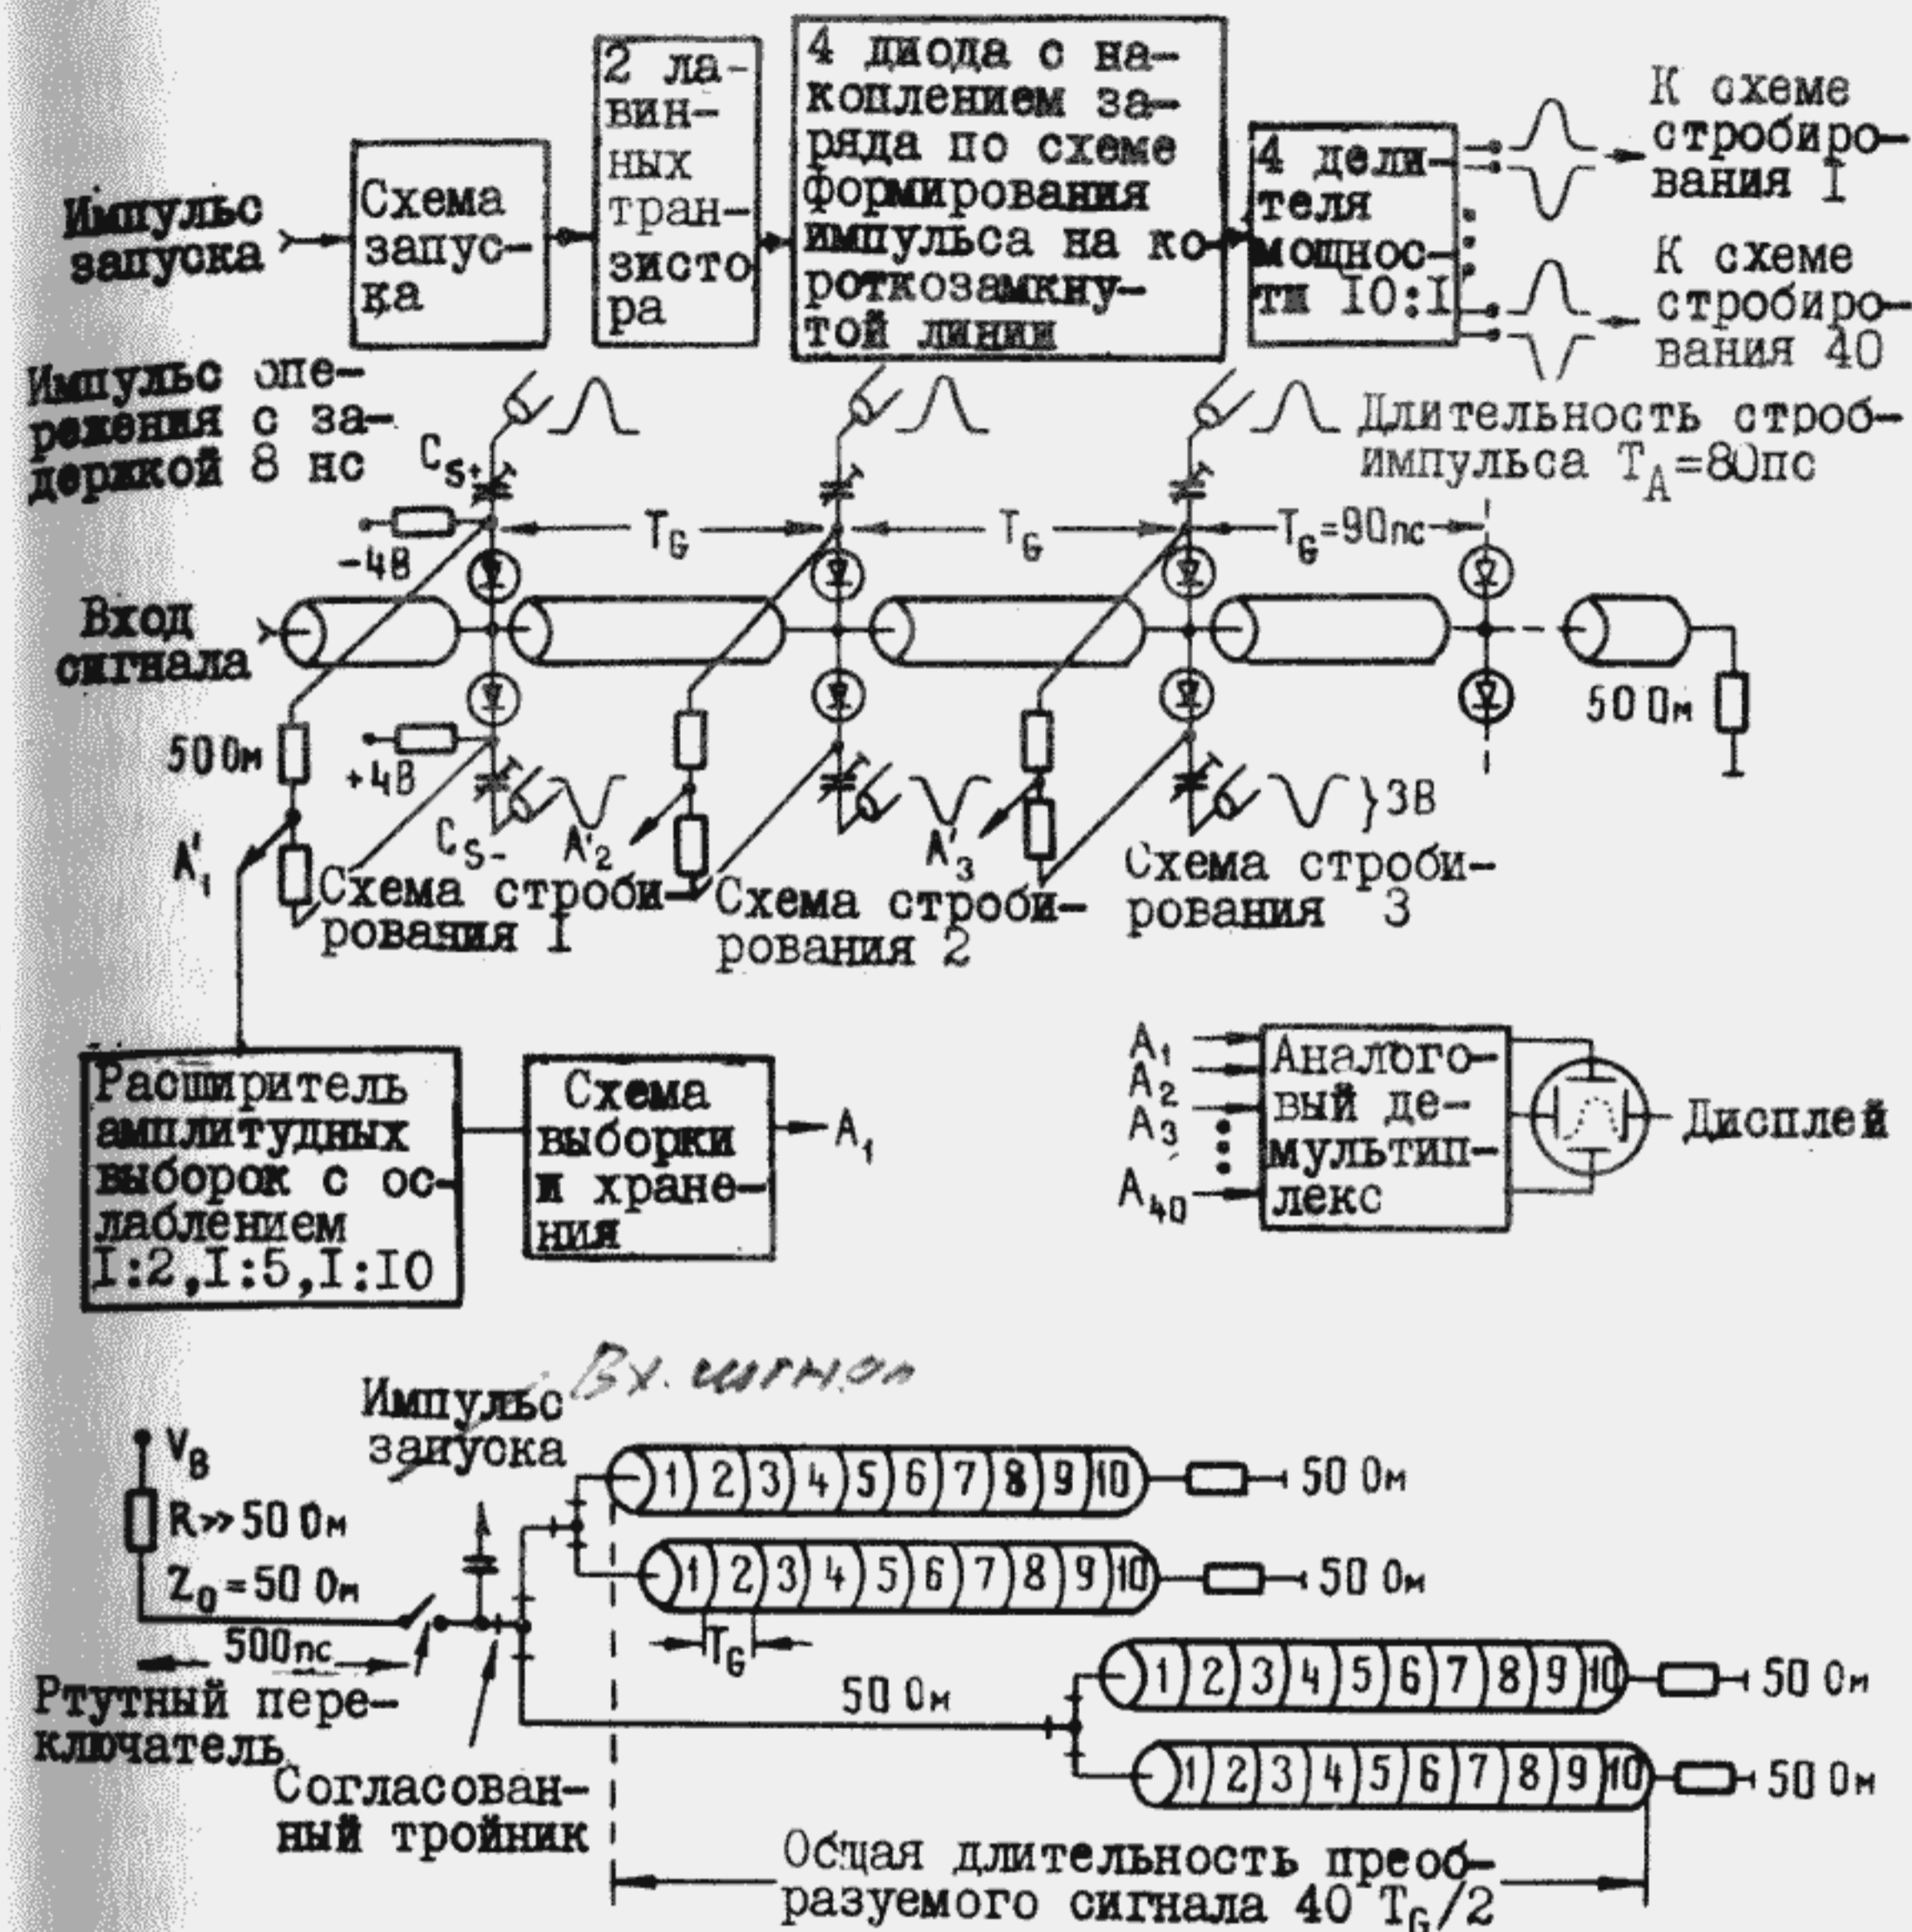 Импульс
запуска
Схема
запус-
ка
2 ла-
вин-
ных
тран-
зисто
ра
4 диода с на-
коплением за-
ряда по схеме
формирования
импульса на ко-
роткозамкну-
той линии
4 дели-
теля
мощнос-
ти I0:I
К схеме
стробиро-
вания I
К схеме
стробиро-
вания 40
Импульс опе-
режения с за-
держкой 8 нс
C_S+
Длительность строб-
импульса T_A=80пс
-4В
T_G
T_G
T_G=90пс
Вход
сигнала
50 Ом
+4В
C_S-
50 Ом
A'_1
A'_2
A'_3
}3В
Схема строби-
рования I
Схема строби-
рования 2
Схема строби-
рования 3
Расширитель
амплитудных
выборок с ос-
лаблением
I:2,I:5,I:I0
Схема
выборки
и хране-
ния
A_1
A_1
A_2
A_3
A_40
Аналого-
вый де-
мультип-
лекс
Дисплей
Вх. сигнал
Импульс
запуска
V_B
R>>50 Ом
Z_0=50 Ом
500пс
Ртутный пере-
ключатель
Согласован-
ный тройник
1 2 3 4 5 6 7 8 9 10
50 Ом
1 2 3 4 5 6 7 8 9 10
50 Ом
T_G
50 Ом
1 2 3 4 5 6 7 8 9 10
50 Ом
1 2 3 4 5 6 7 8 9 10
50 Ом
Общая длительность преоб-
разуемого сигнала 40 T_G/2